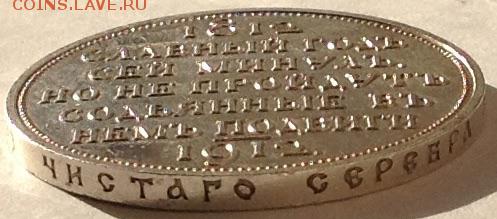 COINS.LAVE.RU
1812
СЛАВНЫЙ ГОДЪ
СЕЙ МИНУЛЪ.
НО НЕ ПРОЙДУТЪ
СОДѢЯННЫЕ ВЪ
НЕМЪ ПОДВИГИ
1912
ЧИСТАГО СЕРЕБРА